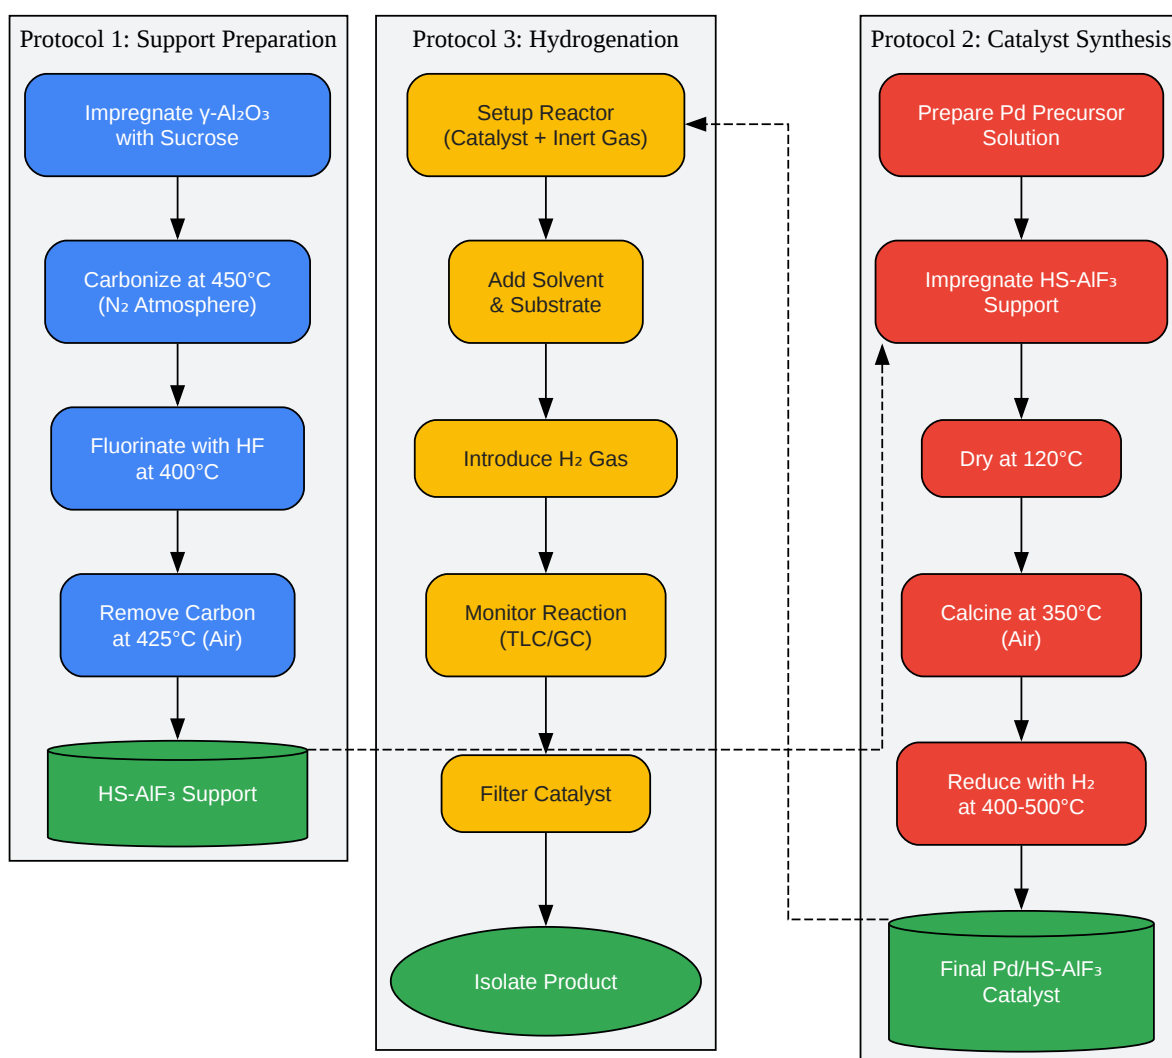 Protocol 1: Support Preparation
Impregnate γ-Al₂O₃
with Sucrose
Carbonize at 450°C
(N₂ Atmosphere)
Fluorinate with HF
at 400°C
Remove Carbon
at 425°C (Air)
HS-AlF₃ Support
Protocol 3: Hydrogenation
Setup Reactor
(Catalyst + Inert Gas)
Add Solvent
& Substrate
Introduce H₂ Gas
Monitor Reaction
(TLC/GC)
Filter Catalyst
Isolate Product
Protocol 2: Catalyst Synthesis
Prepare Pd Precursor
Solution
Impregnate HS-AlF₃
Support
Dry at 120°C
Calcine at 350°C
(Air)
Reduce with H₂
at 400-500°C
Final Pd/HS-AlF₃
Catalyst